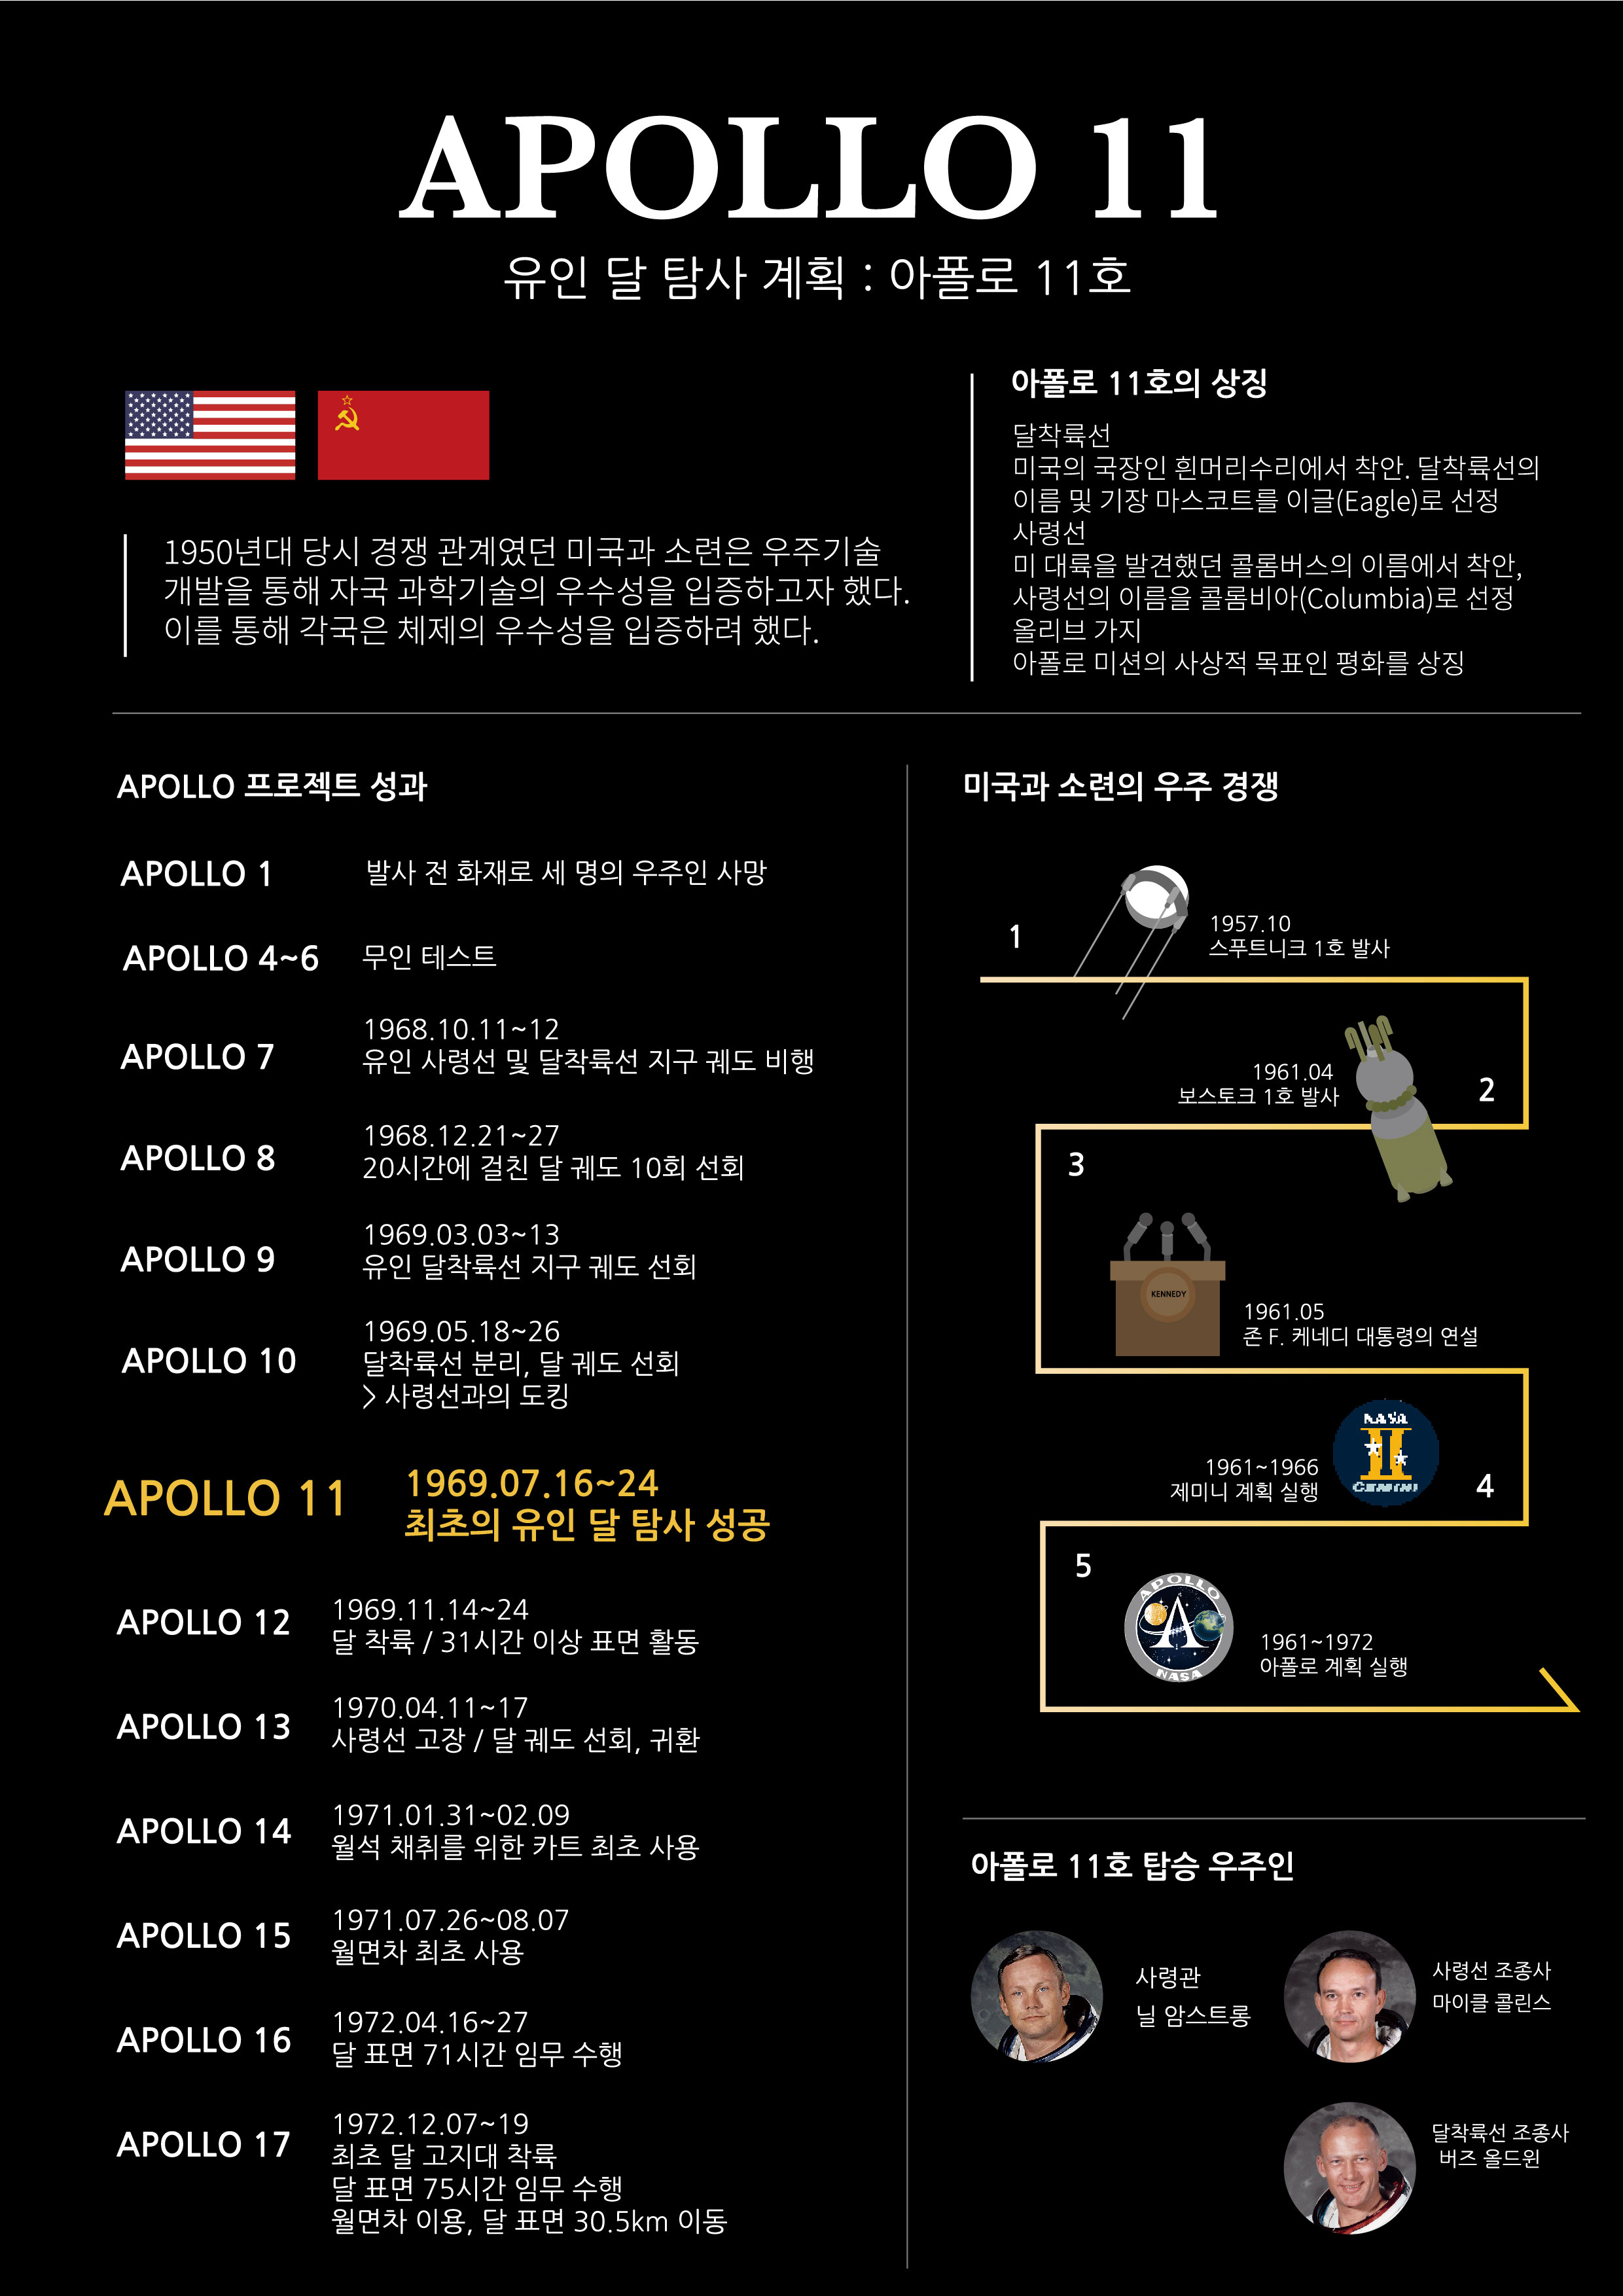 APOLLO 11
유인 달 탐사 계획 : 아폴로 11호
1950년대 당시 경쟁 관계였던 미국과 소련은 우주기술
개발을 통해 자국 과학기술의 우수성을 입증하고자 했다.
이를 통해 각국은 체제의 우수성을 입증하려 했다.
아폴로 11호의 상징
달착륙선
미국의 국장인 흰머리수리에서 착안. 달착륙선의
이름 및 기장 마스코트를 이글(Eagle)로 선정
사령선
미 대륙을 발견했던 콜롬버스의 이름에서 착안,
사령선의 이름을 콜롬비아(Columbia)로 선정
올리브 가지
아폴로 미션의 사상적 목표인 평화를 상징
APOLLO 프로젝트 성과
APOLLO 1
발사 전 화재로 세 명의 우주인 사망
APOLLO 4~6
무인 테스트
APOLLO 7
1968.10.11~12
유인 사령선 및 달착륙선 지구 궤도 비행
APOLLO 8
1968.12.21~27
20시간에 걸친 달 궤도 10회 선회
APOLLO 9
1969.03.03~13
유인 달착륙선 지구 궤도 선회
APOLLO 10
1969.05.18~26
달착륙선 분리, 달 궤도 선회
> 사령선과의 도킹
APOLLO 11
1969.07.16~24
최초의 유인 달 탐사 성공
APOLLO 12
1969.11.14~24
달 착륙 / 31시간 이상 표면 활동
APOLLO 13
1970.04.11~17
사령선 고장 / 달 궤도 선회, 귀환
APOLLO 14
1971.01.31~02.09
월석 채취를 위한 카트 최초 사용
APOLLO 15
1971.07.26~08.07
월면차 최초 사용
APOLLO 16
1972.04.16~27
달 표면 71시간 임무 수행
APOLLO 17
1972.12.07~19
최초 달 고지대 착륙
달 표면 75시간 임무 수행
월면차 이용, 달 표면 30.5km 이동
미국과 소련의 우주 경쟁
1
1957.10
스푸트니크 1호 발사
1961.04
보스토크 1호 발사
2
3
KENNEDY
1961.05
존 F. 케네디 대통령의 연설
1961~1966
제미니 계획 실행
NASA
GEMINI
4
5
APOLLO
A
NASA
1961~1972
아폴로 계획 실행
아폴로 11호 탑승 우주인
사령관
닐 암스트롱
사령선 조종사
마이클 콜린스
달착륙선 조종사
버즈 올드윈